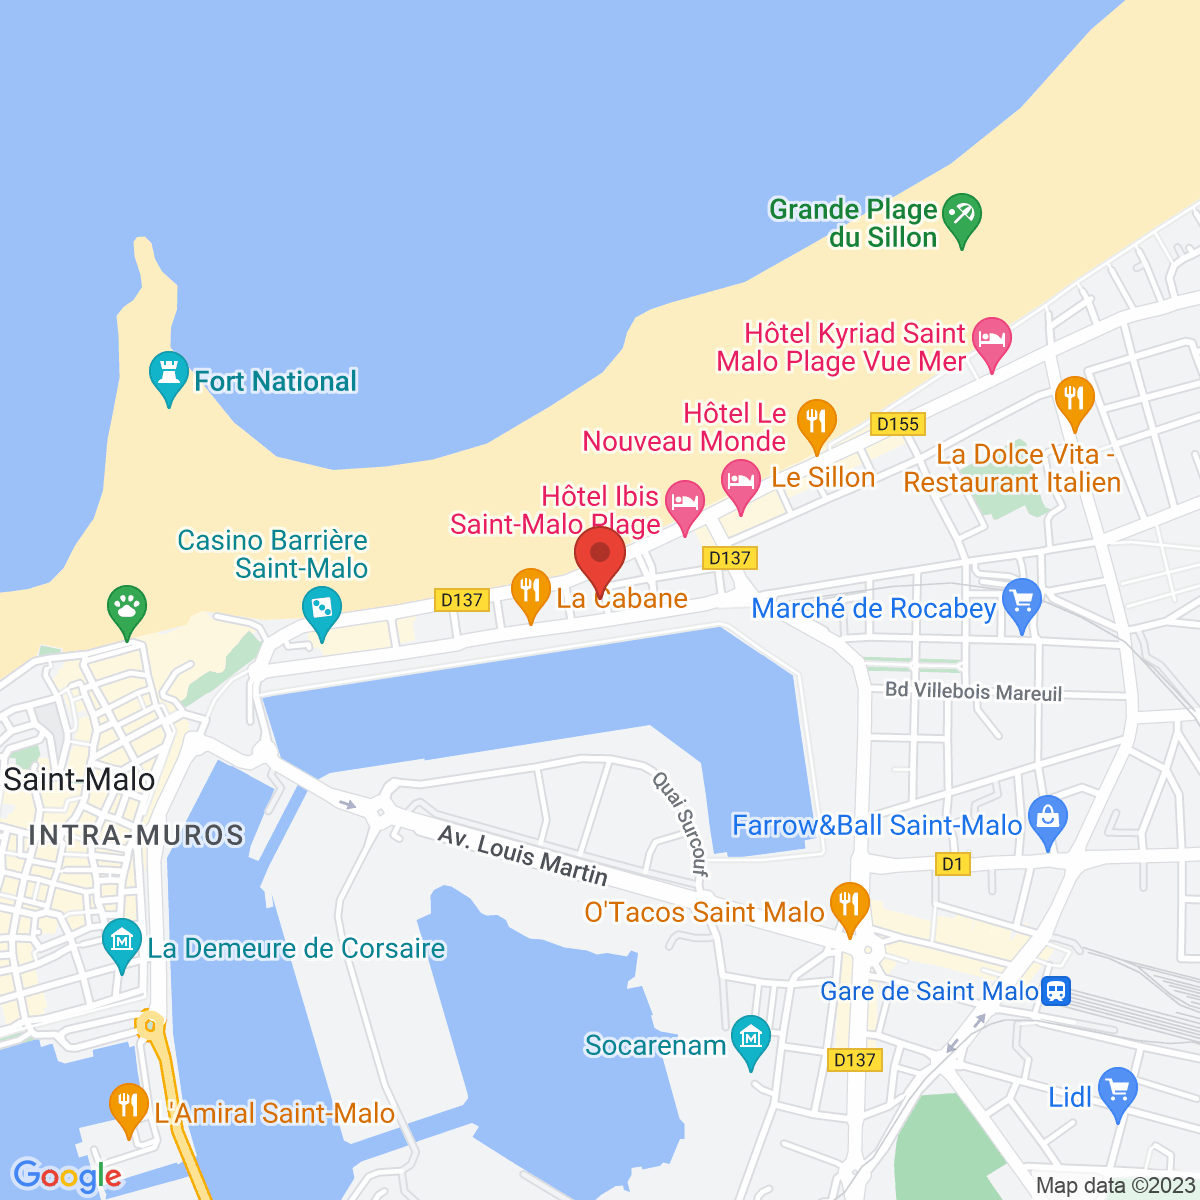 Grande Plage
du Sillon
Hôtel Kyriad Saint
Malo Plage Vue Mer
Fort National
Hôtel Le
Nouveau Monde
D155
La Dolce Vita -
Restaurant Italien
Le Sillon
Hôtel Ibis
Saint-Malo Plage
Casino Barrière
Saint-Malo
D137
D137
La Cabane
Marché de Rocabey
Bd Villebois Mareuil
Saint-Malo
INTRA-MUROS
Quai Surcouf
Av. Louis Martin
Farrow&Ball Saint-Malo
D1
O'Tacos Saint Malo
La Demeure de Corsaire
Gare de Saint Malo
Socarenam
D137
Lidl
L'Amiral Saint-Malo
Google
Map data ©2023